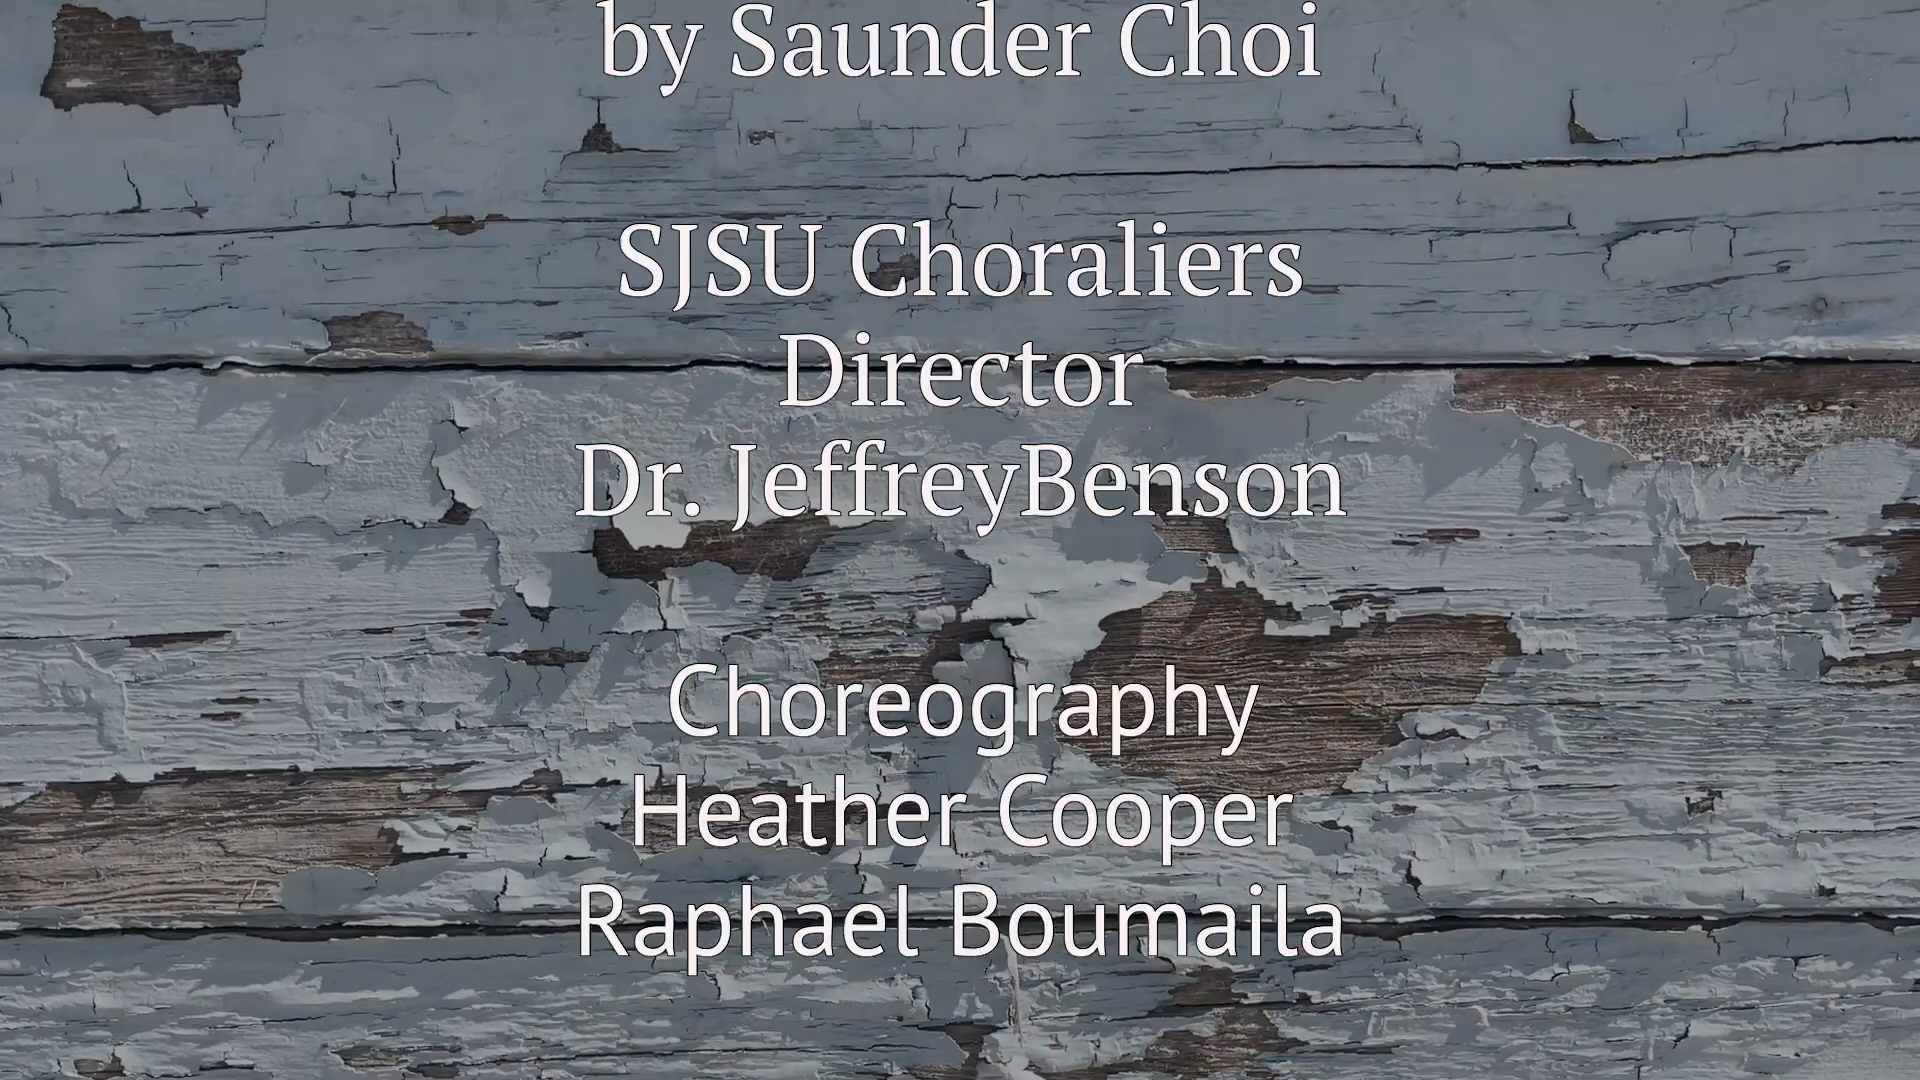 by Saunder Choi
SJSU Choraliers
Director
Dr. JeffreyBenson
Choreography
Heather Cooper
Raphael Boumaila